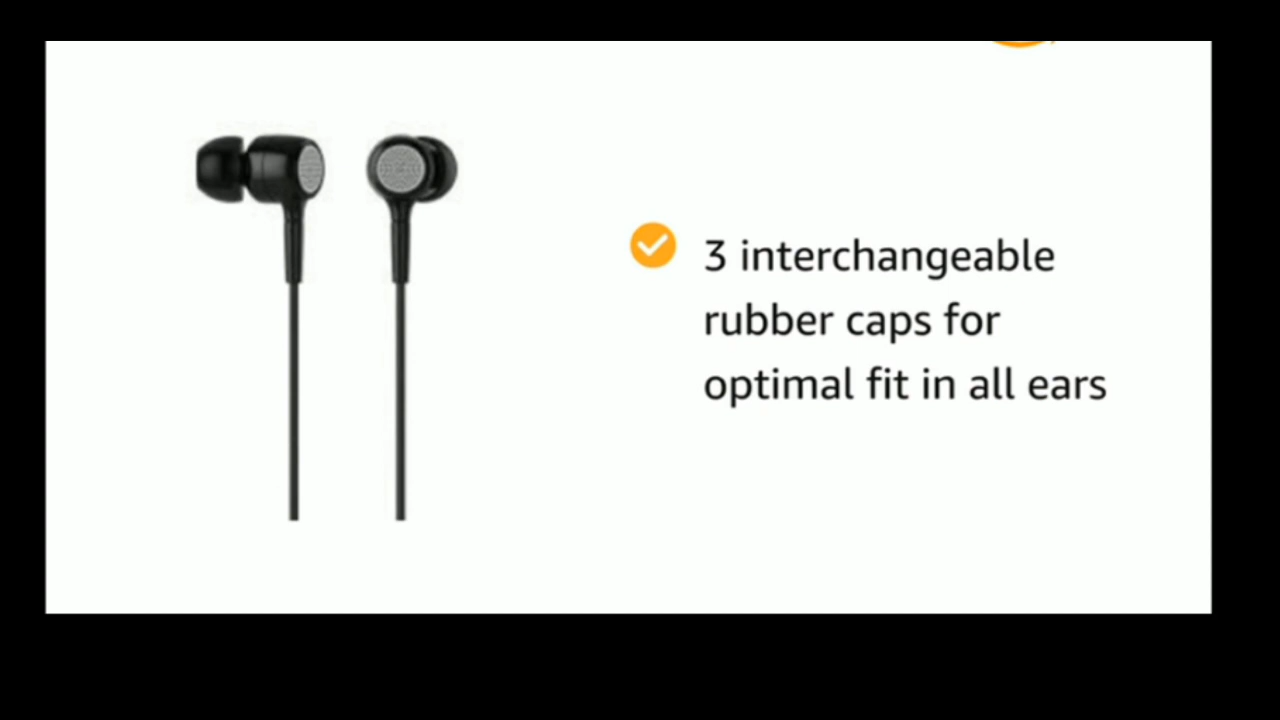 3 interchangeable
rubber caps for
optimal fit in all ears